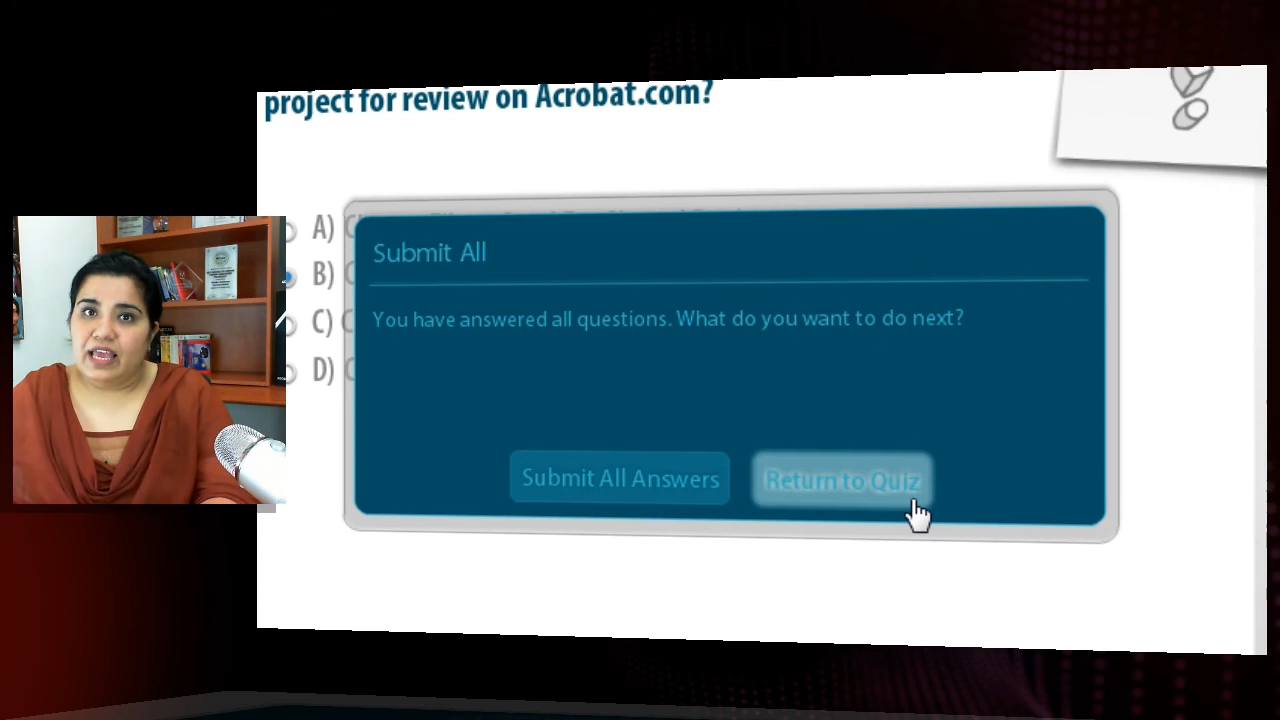 project for review on Acrobat.com?
A)
B)
C)
D)
Submit All
You have answered all questions. What do you want to do next?
Submit All Answers
Return to Quiz